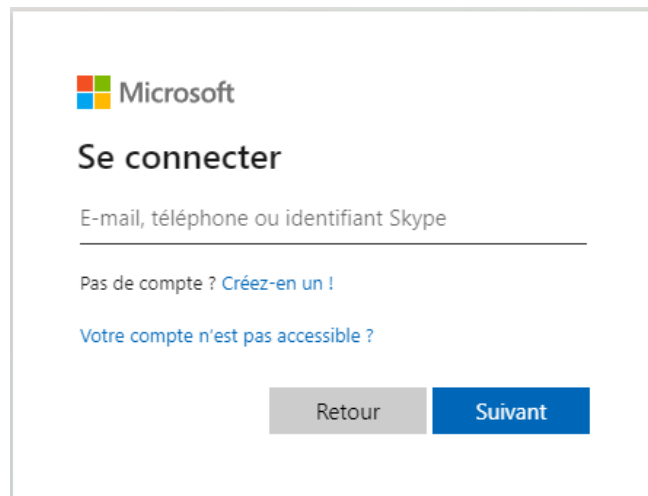 Microsoft
Se connecter
E-mail, téléphone ou identifiant Skype
Pas de compte ? Créez-en un !
Votre compte n'est pas accessible ?
Retour Suivant